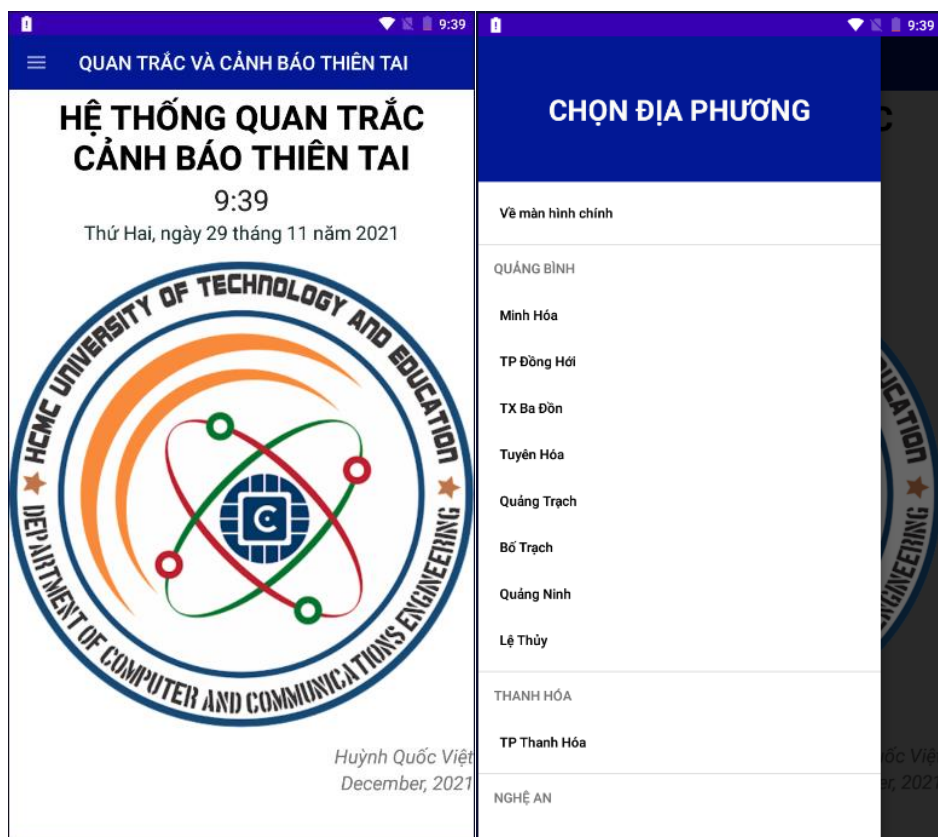 9:39
QUAN TRẮC VÀ CẢNH BÁO THIÊN TAI
HỆ THỐNG QUAN TRẮC
CẢNH BÁO THIÊN TAI
9:39
Thứ Hai, ngày 29 tháng 11 năm 2021
HCMC UNIVERSITY OF TECHNOLOGY AND EDUCATION
DEPARTMENT OF COMPUTER AND COMMUNICATIONS ENGINEERING
C
Huỳnh Quốc Việt
December, 2021
9:39
CHỌN ĐỊA PHƯƠNG
Về màn hình chính
QUẢNG BÌNH
Minh Hóa
TP Đồng Hới
TX Ba Đồn
Tuyên Hóa
Quảng Trạch
Bố Trạch
Quảng Ninh
Lệ Thủy
THANH HÓA
TP Thanh Hóa
NGHỆ AN